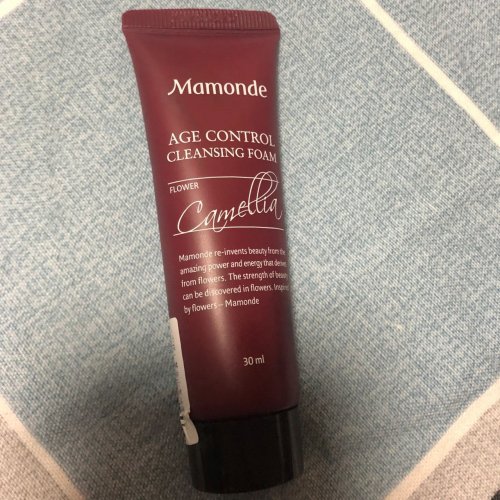 Mamonde
AGE CONTROL
CLEANSING FOAM
FLOWER
Camellia
Mamonde re-invents beauty from the
amazing power and energy that derived
from flowers. The strength of beauty
can be discovered in flowers. Inspired
by flowers – Mamonde
30 ml